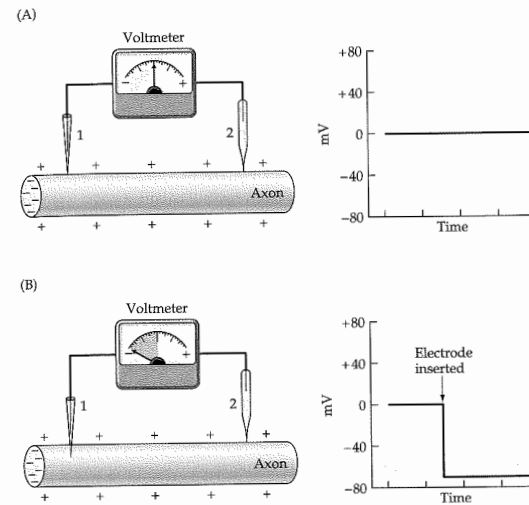 (A)
Voltmeter
− +
1
2
+ + + + +
Axon
+ + + + +
+80
+40
mV
0
−40
−80
Time
(B)
Voltmeter
− +
1
2
+ + + + +
Axon
+ + + + +
+80
+40
Electrode
inserted
mV
0
−40
−80
Time